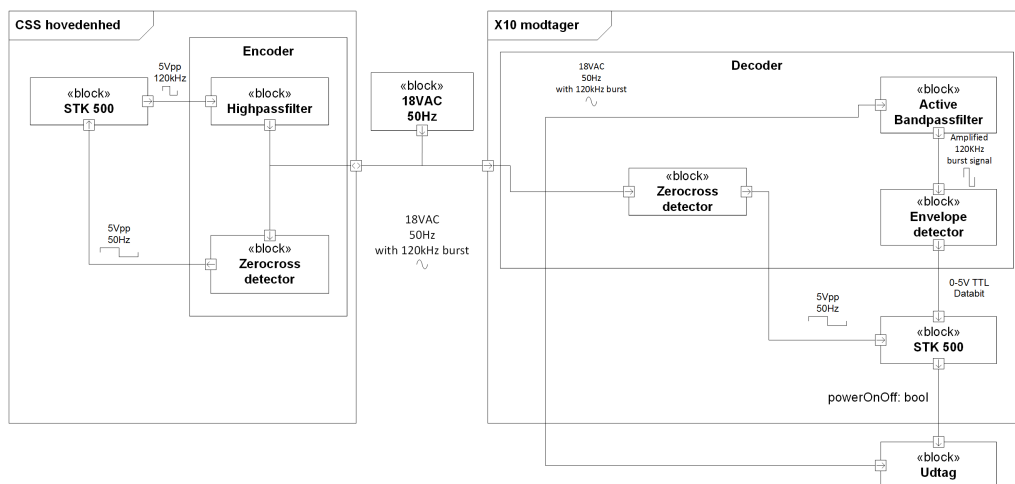 CSS hovedenhed
Encoder
5Vpp
120kHz
«block»
STK 500
«block»
Highpassfilter
5Vpp
50Hz
«block»
Zerocross
detector
«block»
18VAC
50Hz
18VAC
50Hz
with 120kHz burst
X10 modtager
Decoder
18VAC
50Hz
with 120kHz burst
«block»
Active
Bandpassfilter
Amplified
120KHz
burst signal
«block»
Zerocross
detector
«block»
Envelope
detector
0-5V TTL
Databit
5Vpp
50Hz
«block»
STK 500
powerOnOff: bool
«block»
Udtag